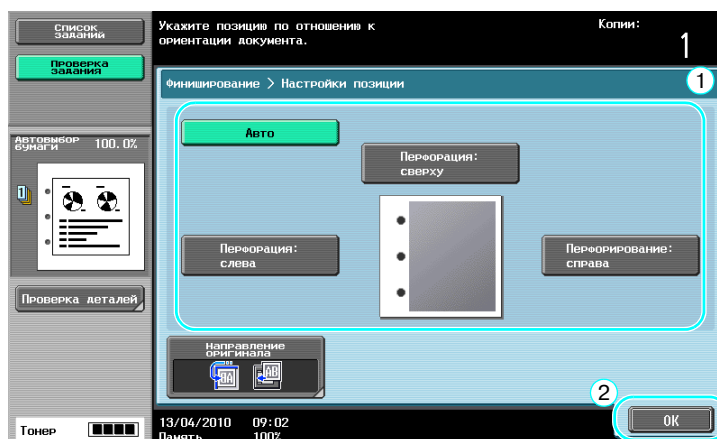 Список
заданий
Проверка
задания
Укажите позицию по отношению к
ориентации документа.
Копии:
1
Финиширование > Настройки позиции
1
Автовыбор
бумаги 100.0%
1
Авто
Перфорация:
сверху
Перфорация:
слева
Перфорирование:
справа
Проверка деталей
Направление
оригинала
2
OK
Тонер
13/04/2010 09:02
Память 100%